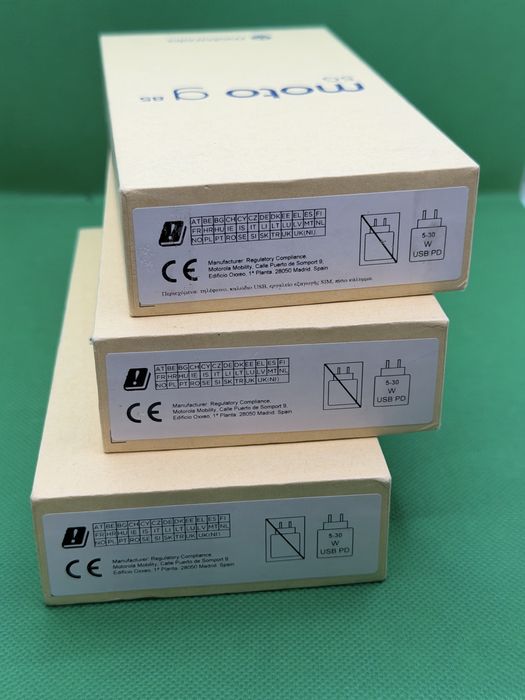 motorola
5G
moto g 85
AT BE BG CH CY CZ DE DK EE EL ES FI
FR HR HU IE IS IT LI LT LU LV MT NL
NO PL PT RO SE SI SK TR UK UK(NI)
CE
Manufacturer: Regulatory Compliance,
Motorola Mobility, Calle Puerto de Somport 9,
Edificio Oxxeo, 1ª Planta. 28050 Madrid. Spain
5-30
W
USB PD
Περιεχόμενα: τηλέφωνο, καλώδιο USB, εργαλείο εξαγωγής SIM, πίσω κάλυμμα
AT BE BG CH CY CZ DE DK EE EL ES FI
FR HR HU IE IS IT LI LT LU LV MT NL
NO PL PT RO SE SI SK TR UK UK(NI)
CE
Manufacturer: Regulatory Compliance,
Motorola Mobility, Calle Puerto de Somport 9,
Edificio Oxxeo, 1ª Planta. 28050 Madrid. Spain
5-30
W
USB PD
AT BE BG CH CY CZ DE DK EE EL ES FI
FR HR HU IE IS IT LI LT LU LV MT NL
NO PL PT RO SE SI SK TR UK UK(NI)
CE
Manufacturer: Regulatory Compliance,
Motorola Mobility, Calle Puerto de Somport 9,
Edificio Oxxeo, 1ª Planta. 28050 Madrid. Spain
5-30
W
USB PD